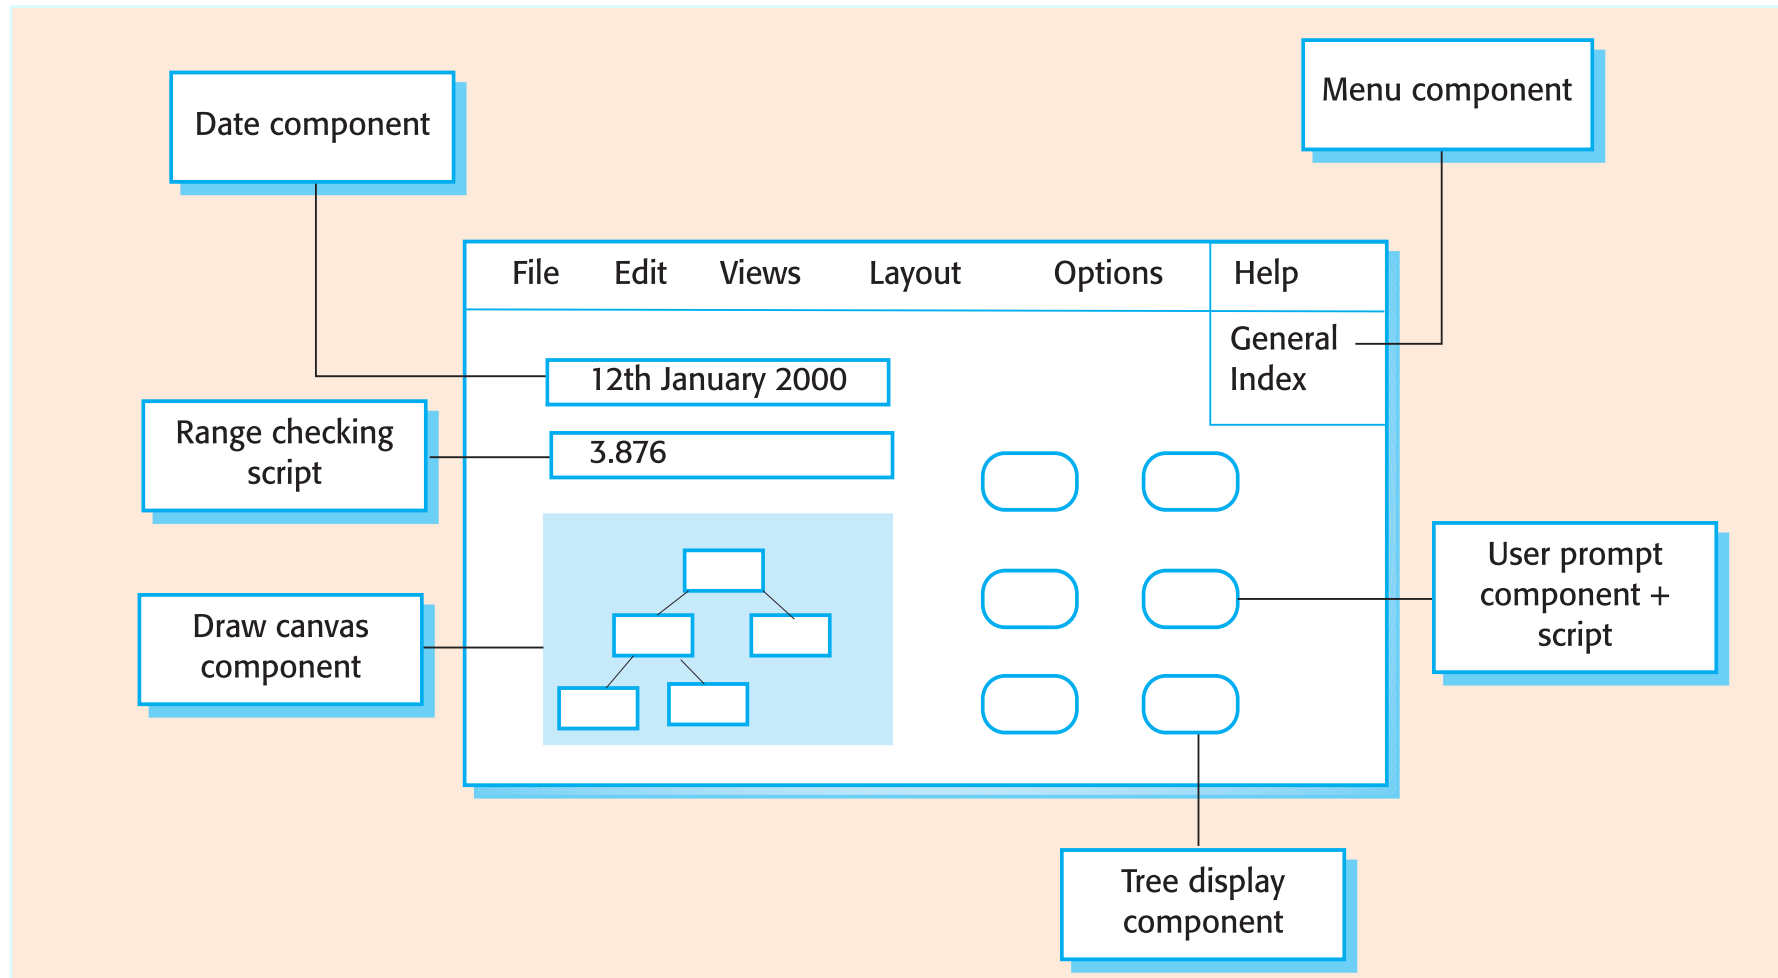 Date component
Menu component
File Edit Views Layout Options Help
General
Index
12th January 2000
Range checking
script
3.876
User prompt
component +
script
Draw canvas
component
Tree display
component